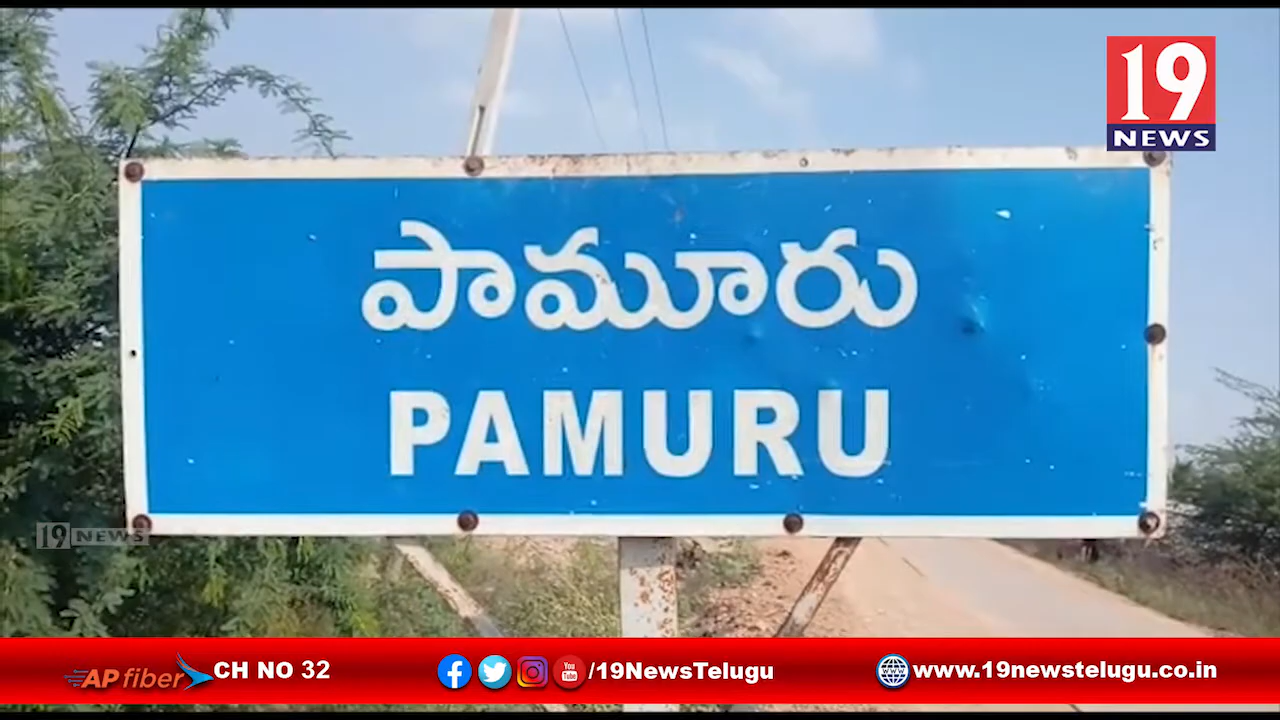 19
NEWS
పామూరు
PAMURU
19 NEWS
AP fiber CH NO 32 /19NewsTelugu www.19newstelugu.co.in